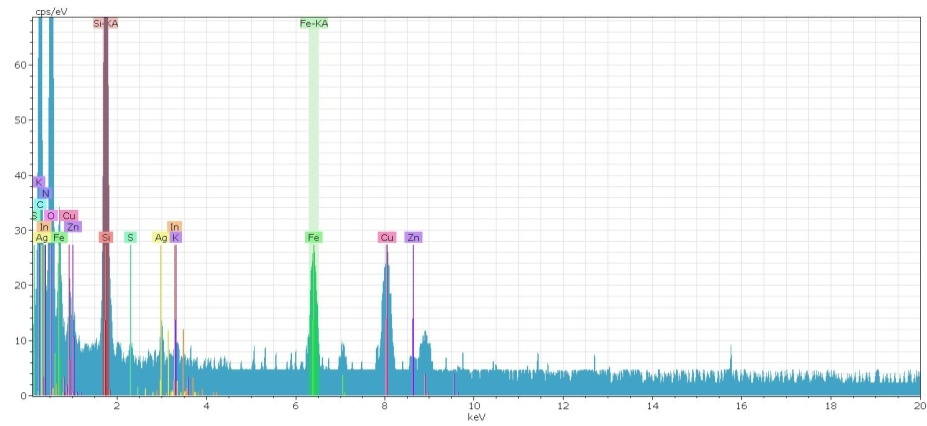 cps/eV
Si-KA Fe-KA
60
50
40
K
N
C
S O Cu
30
In Zn In
Ag Fe Si S Ag K Fe Cu Zn
20
10
0
2 4 6 8 10 12 14 16 18 20
keV